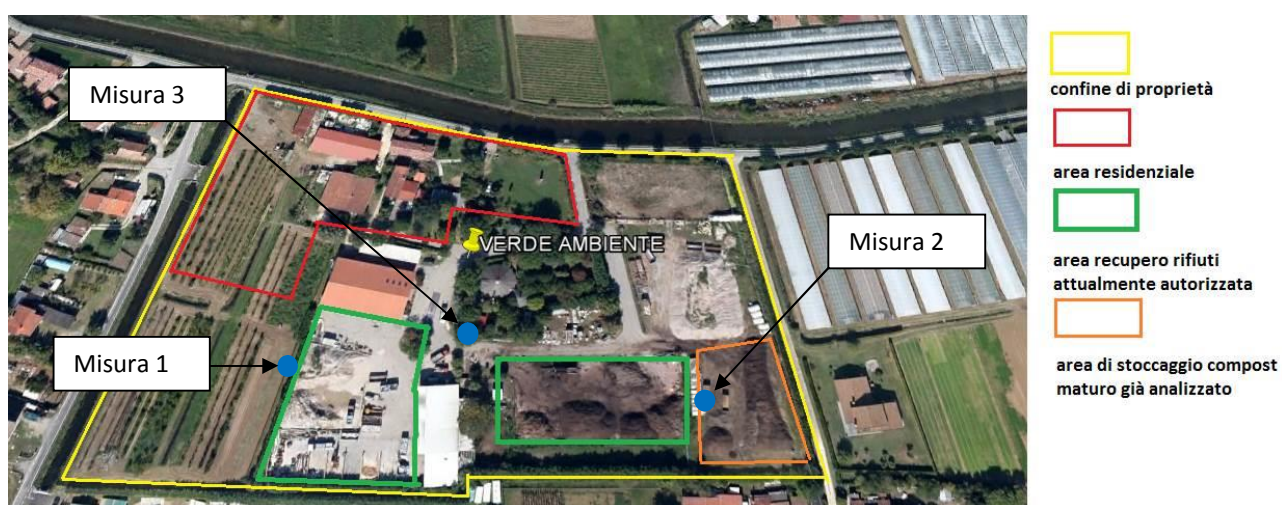 Misura 3
VERDE AMBIENTE
Misura 2
Misura 1
confine di proprietà
area residenziale
area recupero rifiuti
attualmente autorizzata
area di stoccaggio compost
maturo già analizzato